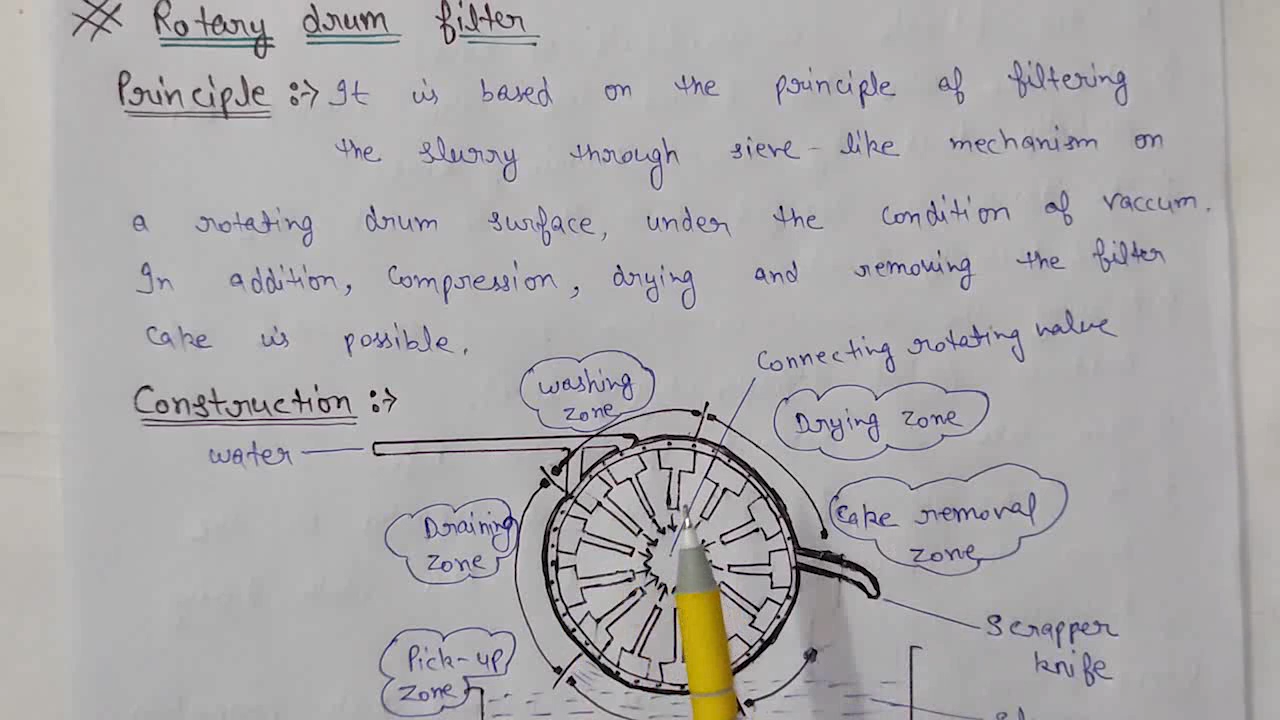 Rotary drum filter
Principle :-> It is based on the principle of filtering
the slurry through sieve-like mechanism on
a rotating drum surface, under the condition of vaccum.
In addition, compression, drying and removing the filter
cake is possible.
Connecting rotating valve
Construction :->
washing
zone
Drying zone
water
Draining
zone
Cake removal
zone
Scrapper
knife
Pick-up
zone